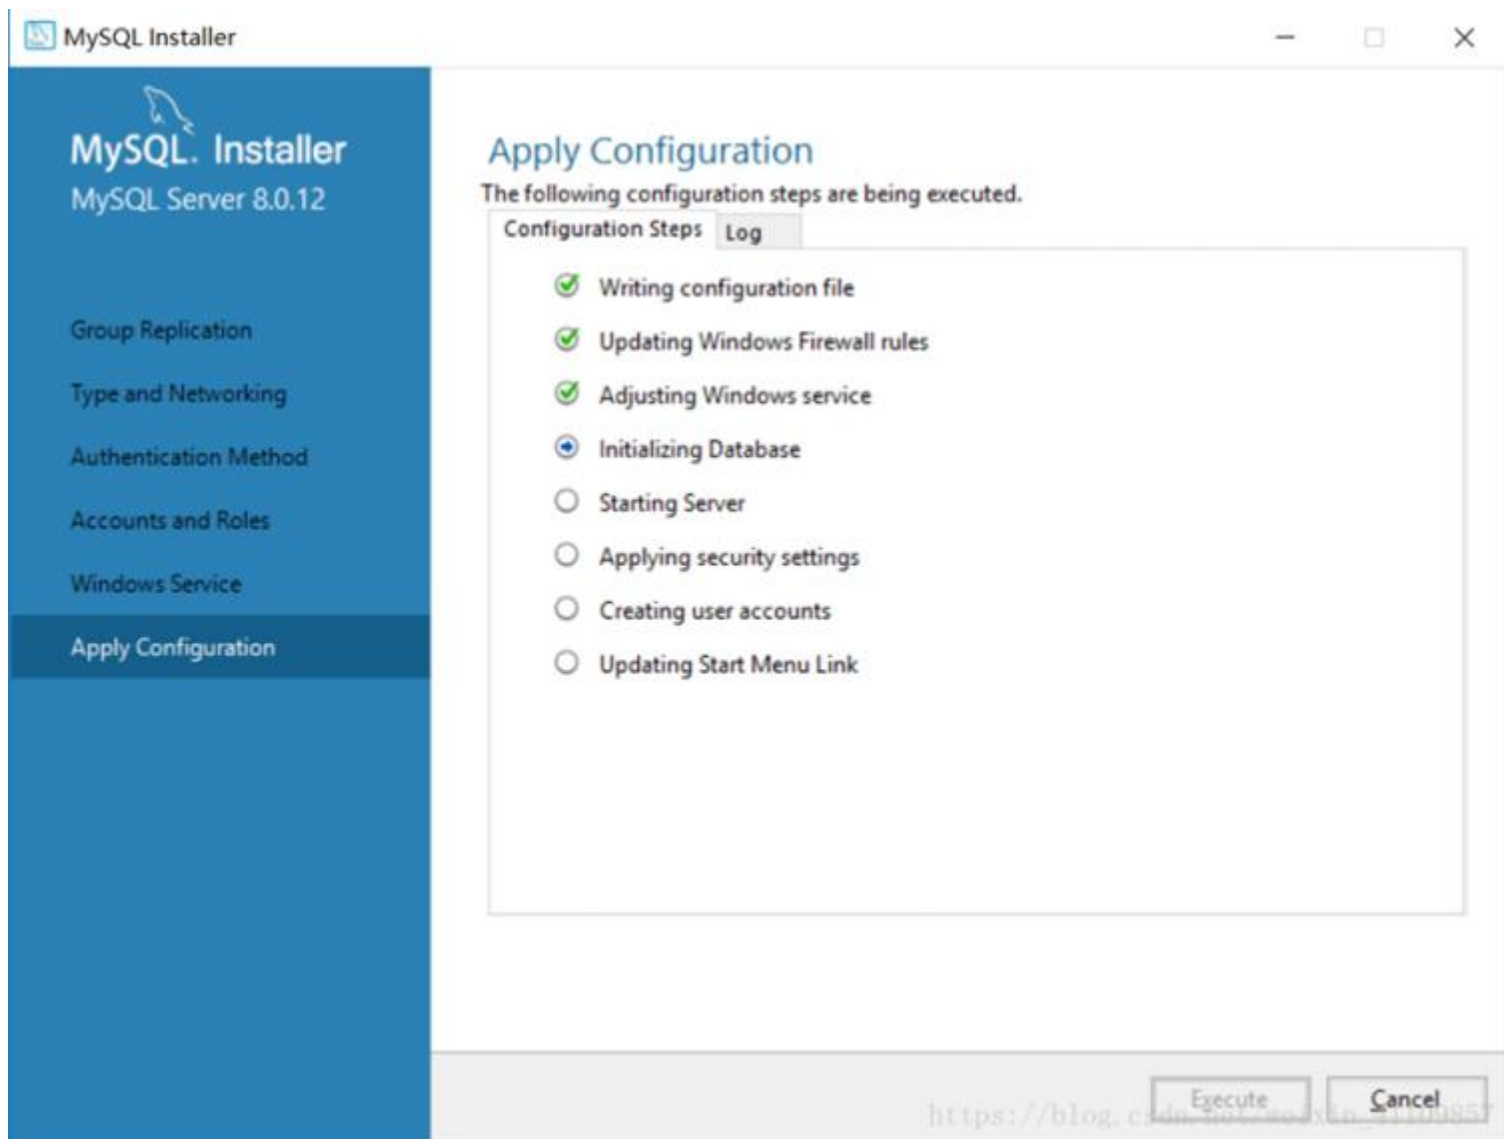 MySQL Installer
MySQL. Installer
MySQL Server 8.0.12
Group Replication
Type and Networking
Authentication Method
Accounts and Roles
Windows Service
Apply Configuration
Apply Configuration
The following configuration steps are being executed.
Configuration Steps
Log
Writing configuration file
Updating Windows Firewall rules
Adjusting Windows service
Initializing Database
Starting Server
Applying security settings
Creating user accounts
Updating Start Menu Link
Execute
Cancel